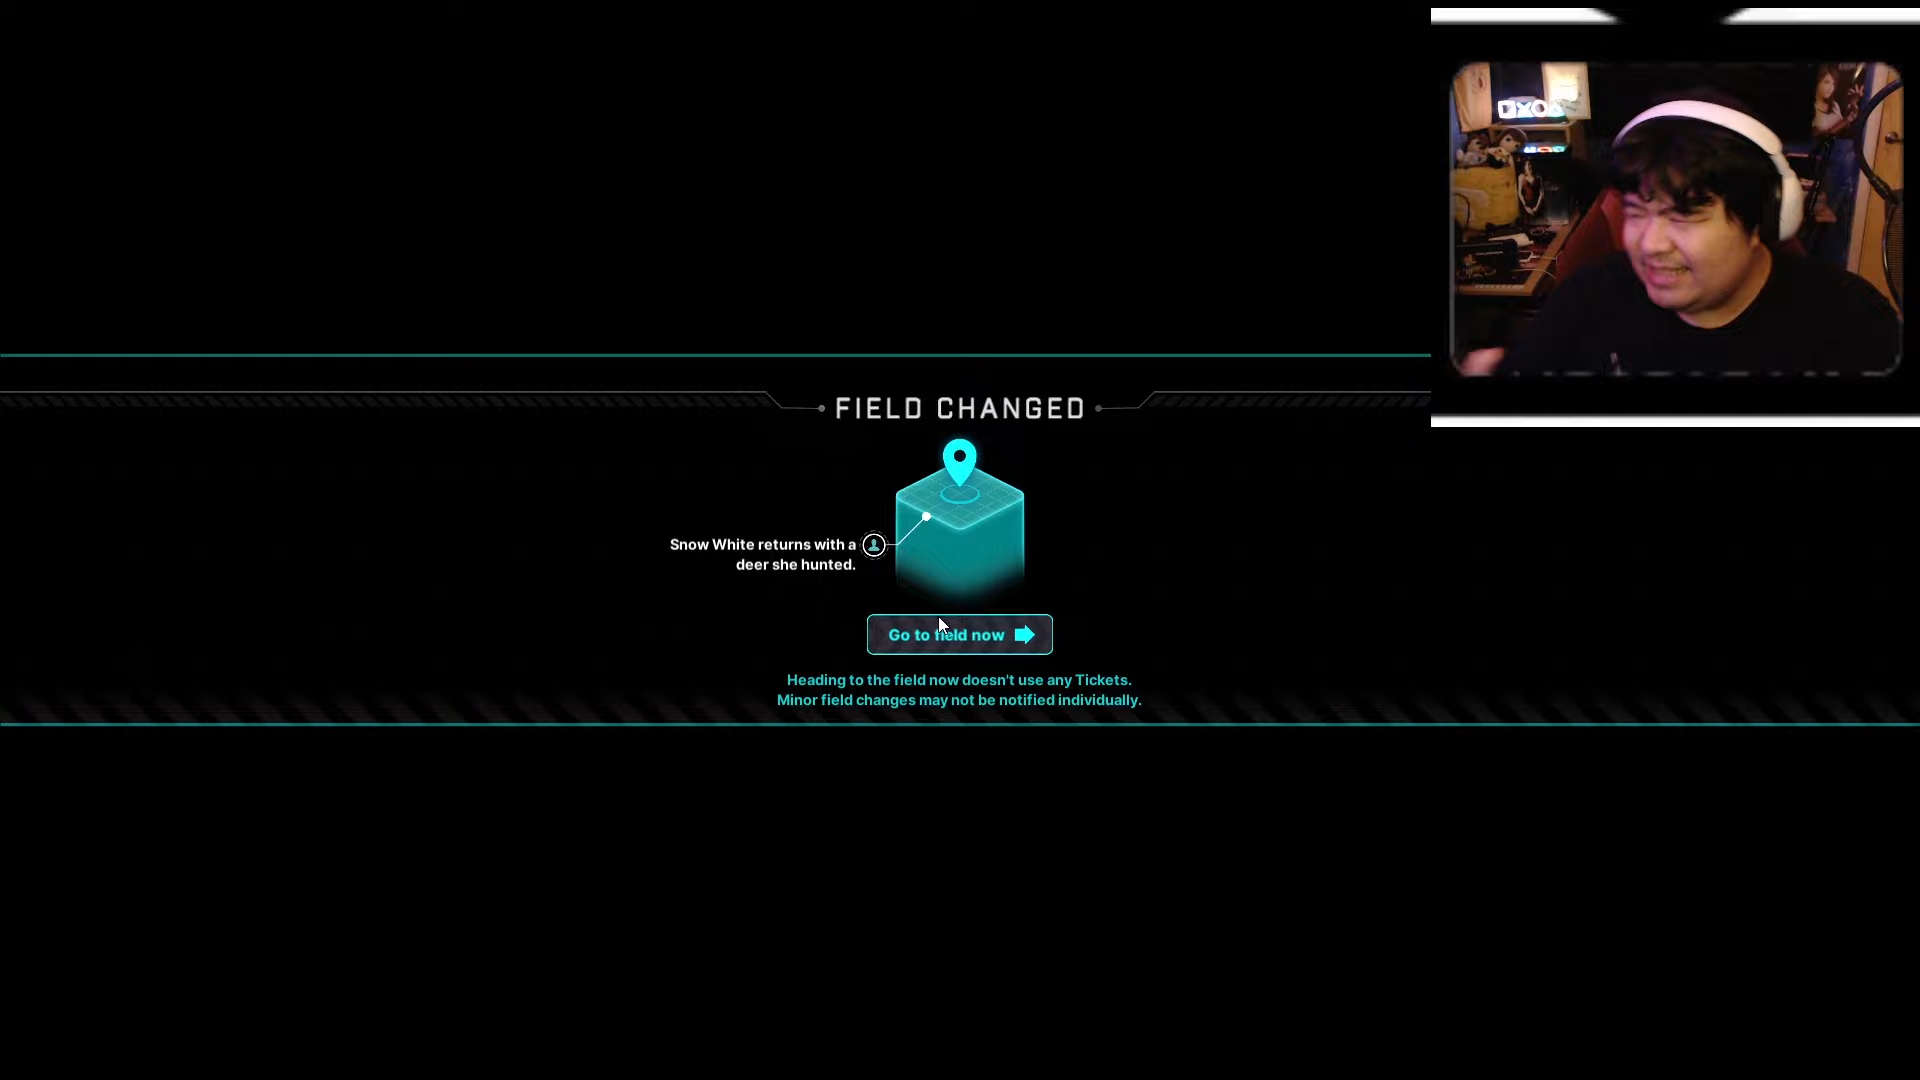 FIELD CHANGED
Snow White returns with a
deer she hunted.
Go to field now
Heading to the field now doesn't use any Tickets.
Minor field changes may not be notified individually.